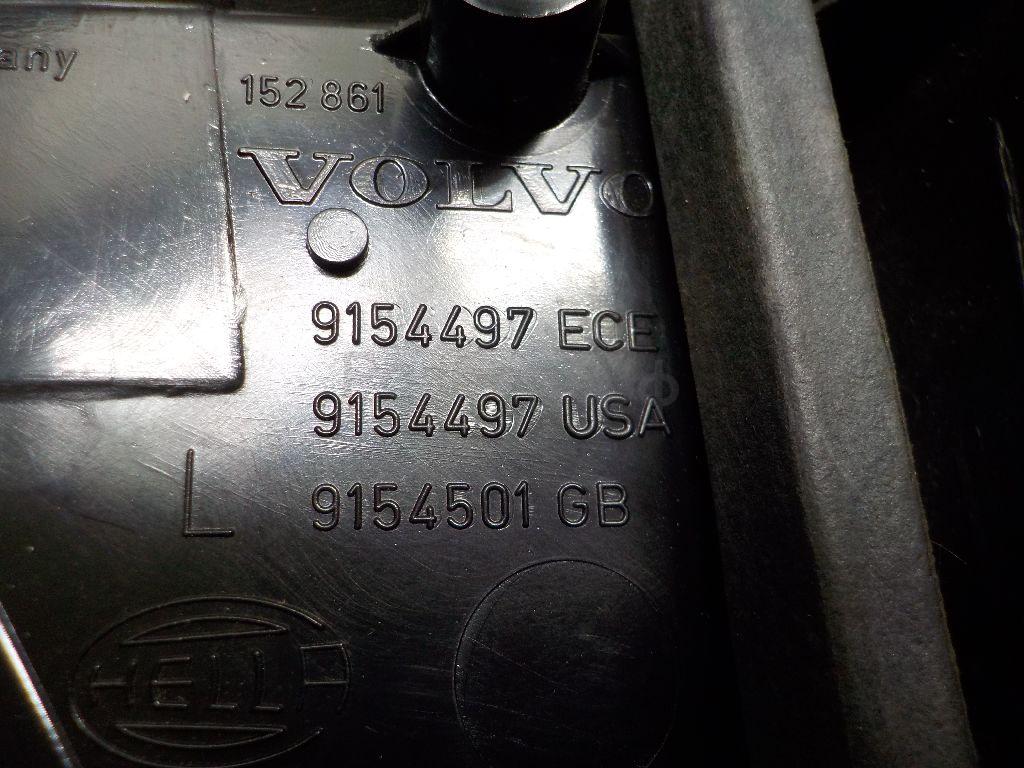 any
152 861
VOLVO
9154497 ECE
9154497 USA
L 9154501 GB
HELLA